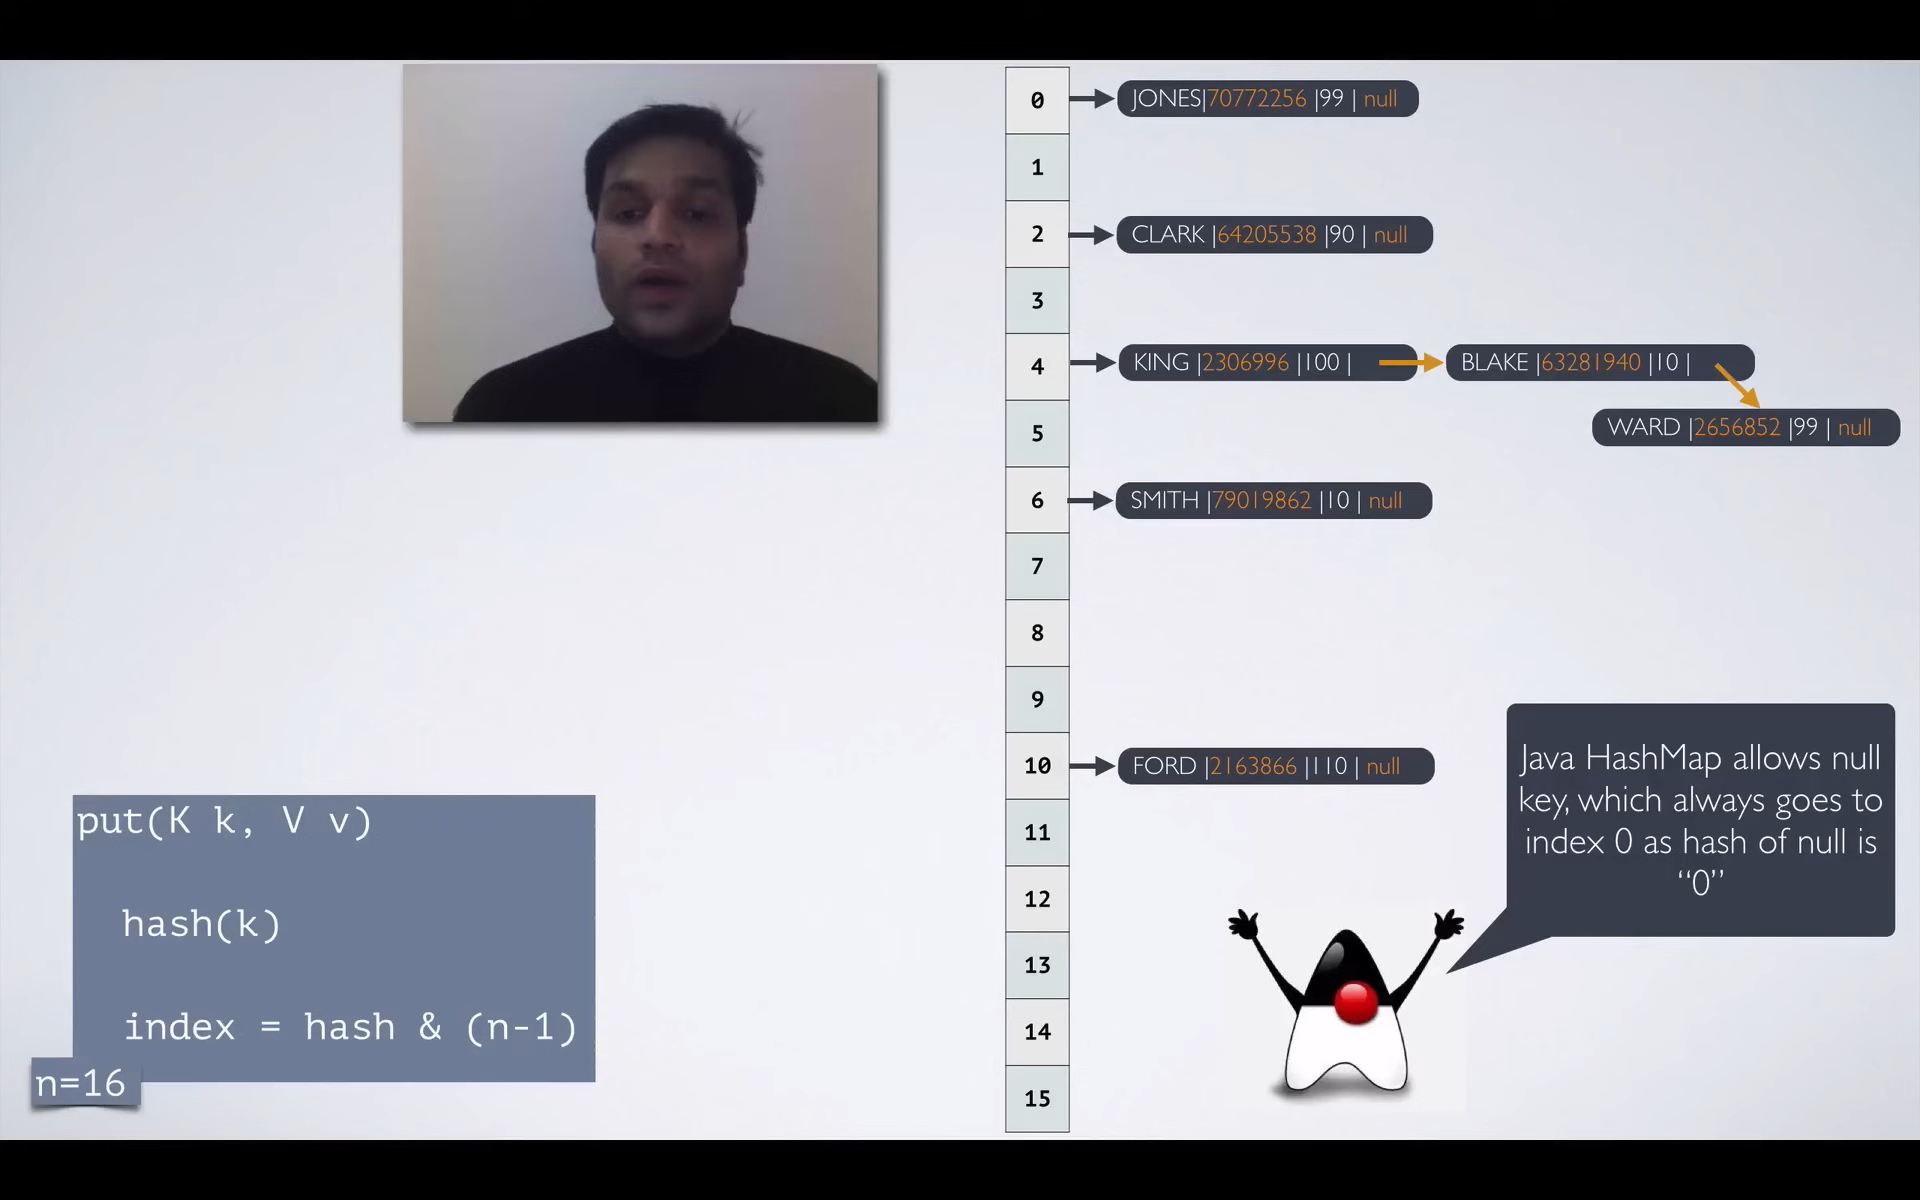 0
JONES|70772256 |99 | null
1
2
CLARK |64205538 |90 | null
3
4
KING |2306996 |100 |
BLAKE |63281940 |10 |
WARD |2656852 |99 | null
5
6
SMITH |79019862 |10 | null
7
8
9
10
FORD |2163866 |110 | null
11
12
13
14
15
put(K k, V v)
hash(k)
index = hash & (n-1)
n=16
Java HashMap allows null
key, which always goes to
index 0 as hash of null is
“0”